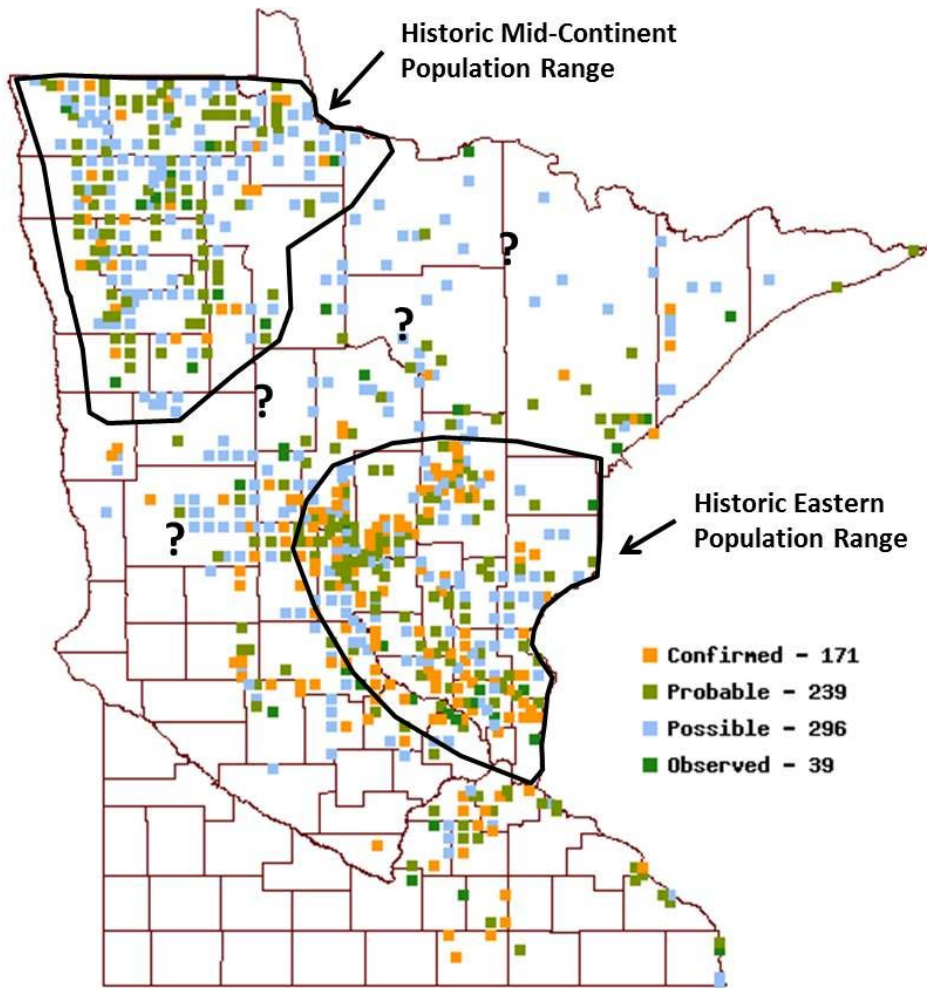 Historic Mid-Continent
Population Range
?
?
?
?
Historic Eastern
Population Range
Confirmed - 171
Probable - 239
Possible - 296
Observed - 39